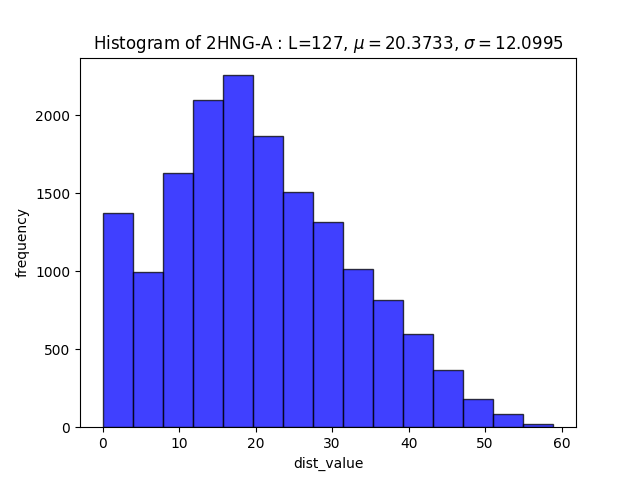 Histogram of 2HNG-A : L=127, μ = 20.3733, σ = 12.0995
frequency
2000
1500
1000
500
0
0 10 20 30 40 50 60
dist_value